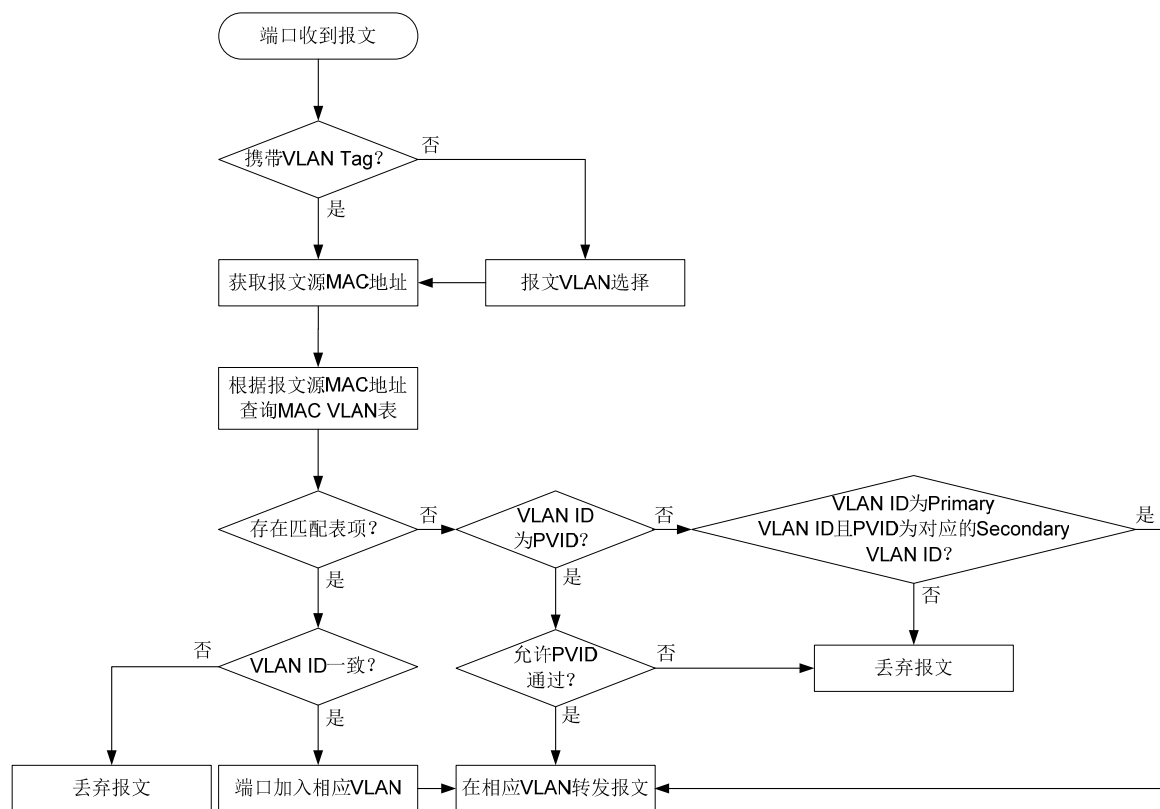 端口收到报文
携带VLAN Tag？
否
是
获取报文源MAC地址
报文VLAN选择
根据报文源MAC地址
查询MAC VLAN表
存在匹配表项？
否
是
VLAN ID
为PVID？
否
是
VLAN ID为Primary
VLAN ID且PVID为对应的Secondary
VLAN ID？
是
否
否
VLAN ID一致？
是
允许PVID
通过？
否
是
丢弃报文
丢弃报文
端口加入相应VLAN
在相应VLAN转发报文